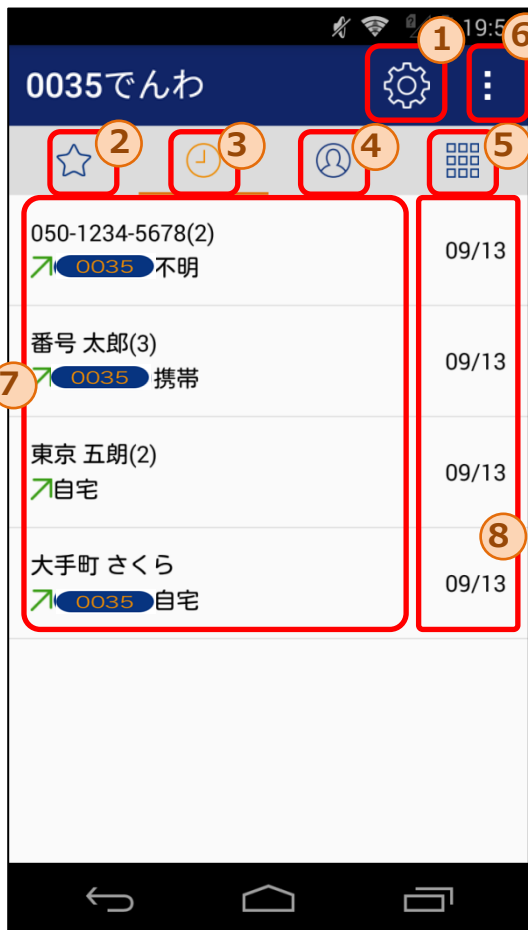 19:5
1
6
0035でんわ
2
3
4
5
050-1234-5678(2)
0035 不明
09/13
番号 太郎(3)
0035 携帯
09/13
7
東京 五朗(2)
自宅
09/13
8
大手町 さくら
0035 自宅
09/13